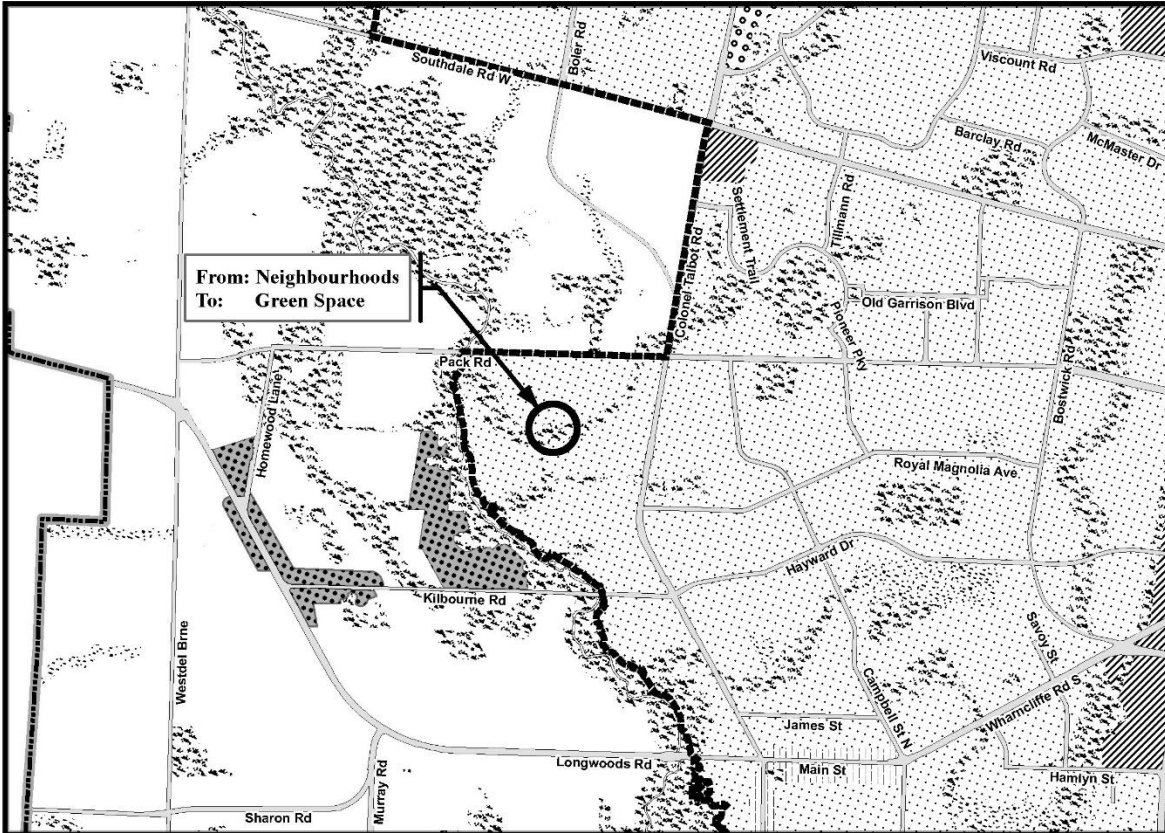 Southdale Rd W
Boler Rd
Viscount Rd
Barclay Rd
McMaster Dr
Settlement Trail
Tillmann Rd
Colonel Talbot Rd
From: Neighbourhoods
To: Green Space
Old Garrison Blvd
Pioneer Pky
Pack Rd
Homewood Lane
Bostwick Rd
Royal Magnolia Ave
Hayward Dr
Kilbourne Rd
Westdel Brne
Savoy St
Campbell St N
Wharncliffe Rd S
James St
Longwoods Rd
Main St
Murray Rd
Hamlyn St
Sharon Rd